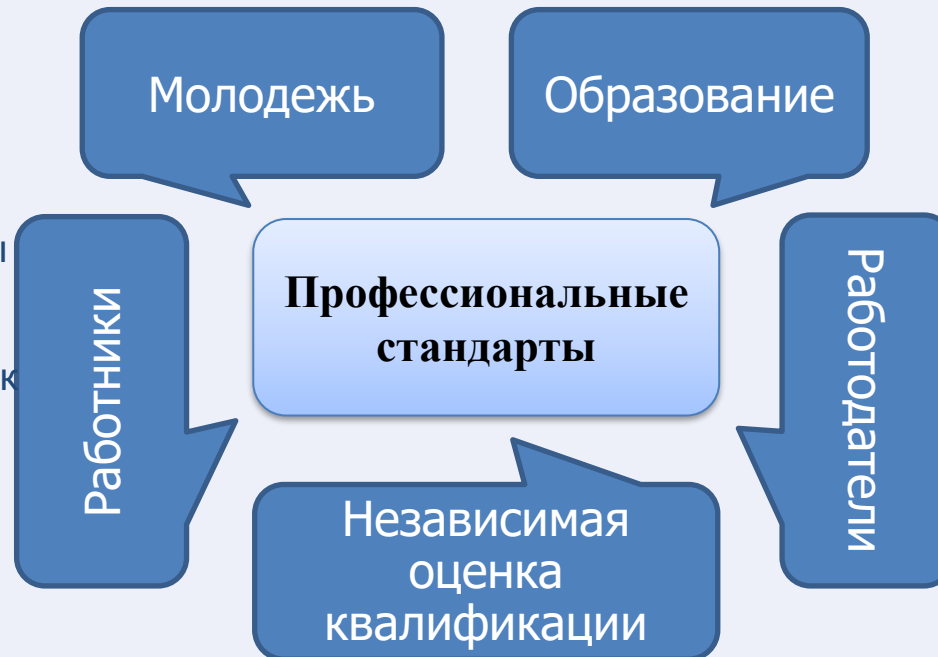 Молодежь
Образование
Работники
Профессиональные
стандарты
Работодатели
Независимая
оценка
квалификации